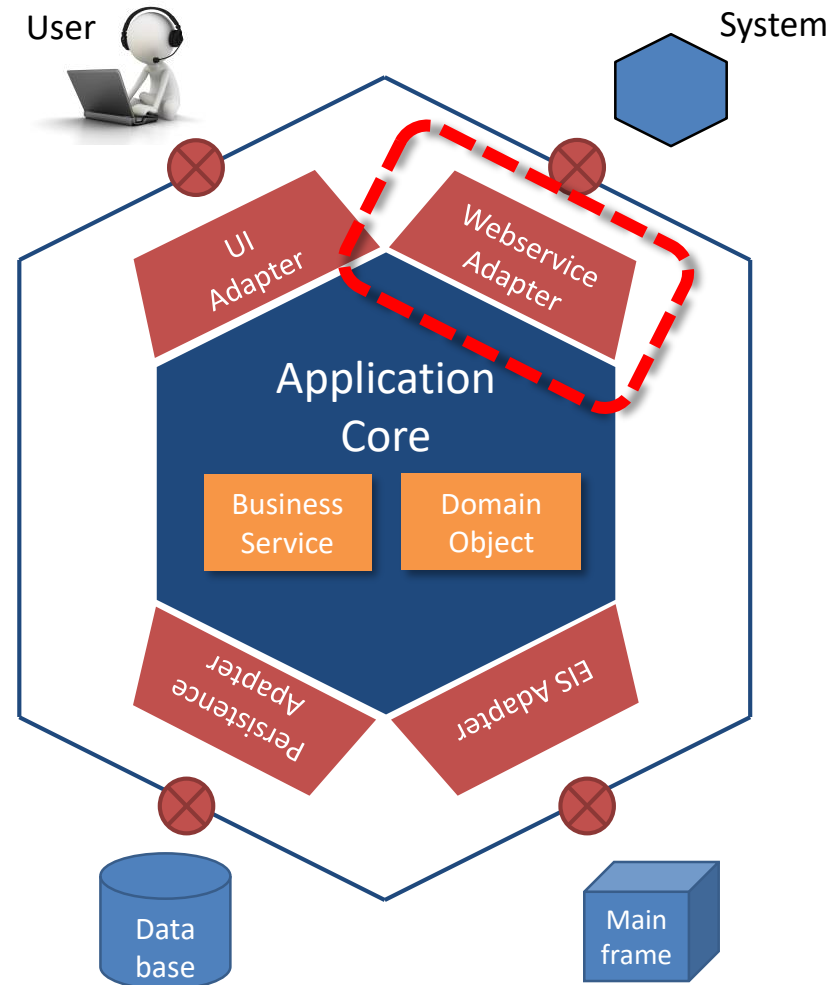 User
System
UI
Adapter
Webservice
Adapter
Application
Core
Business
Service
Domain
Object
Persistence
Apapter
EIS Adapter
Data
base
Main
frame